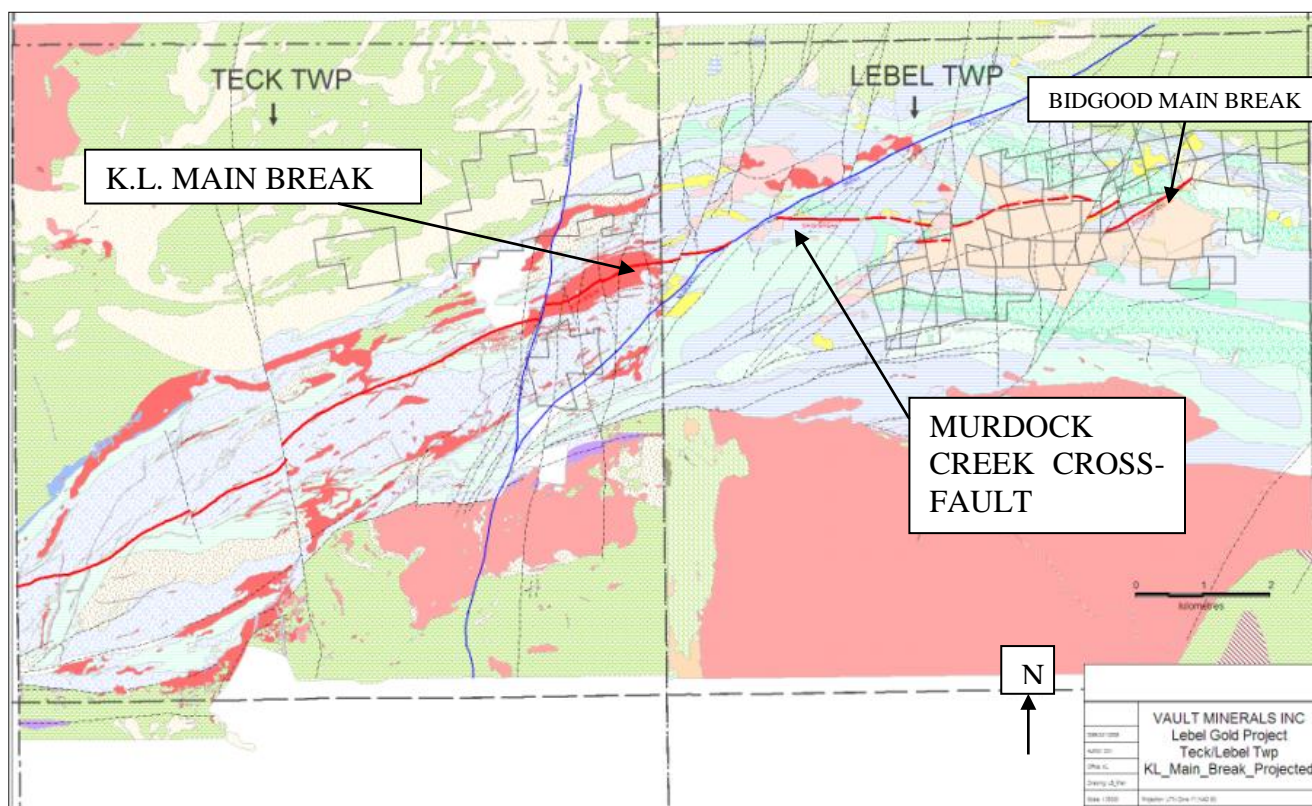 TECK TWP
LEBEL TWP
BIDGOOD MAIN BREAK
K.L. MAIN BREAK
MURDOCK
CREEK CROSS-
FAULT
0 1 2
kilometres
N
VAULT MINERALS INC
Lebel Gold Project
Teck/Lebel Twp
KL_Main_Break_Projected